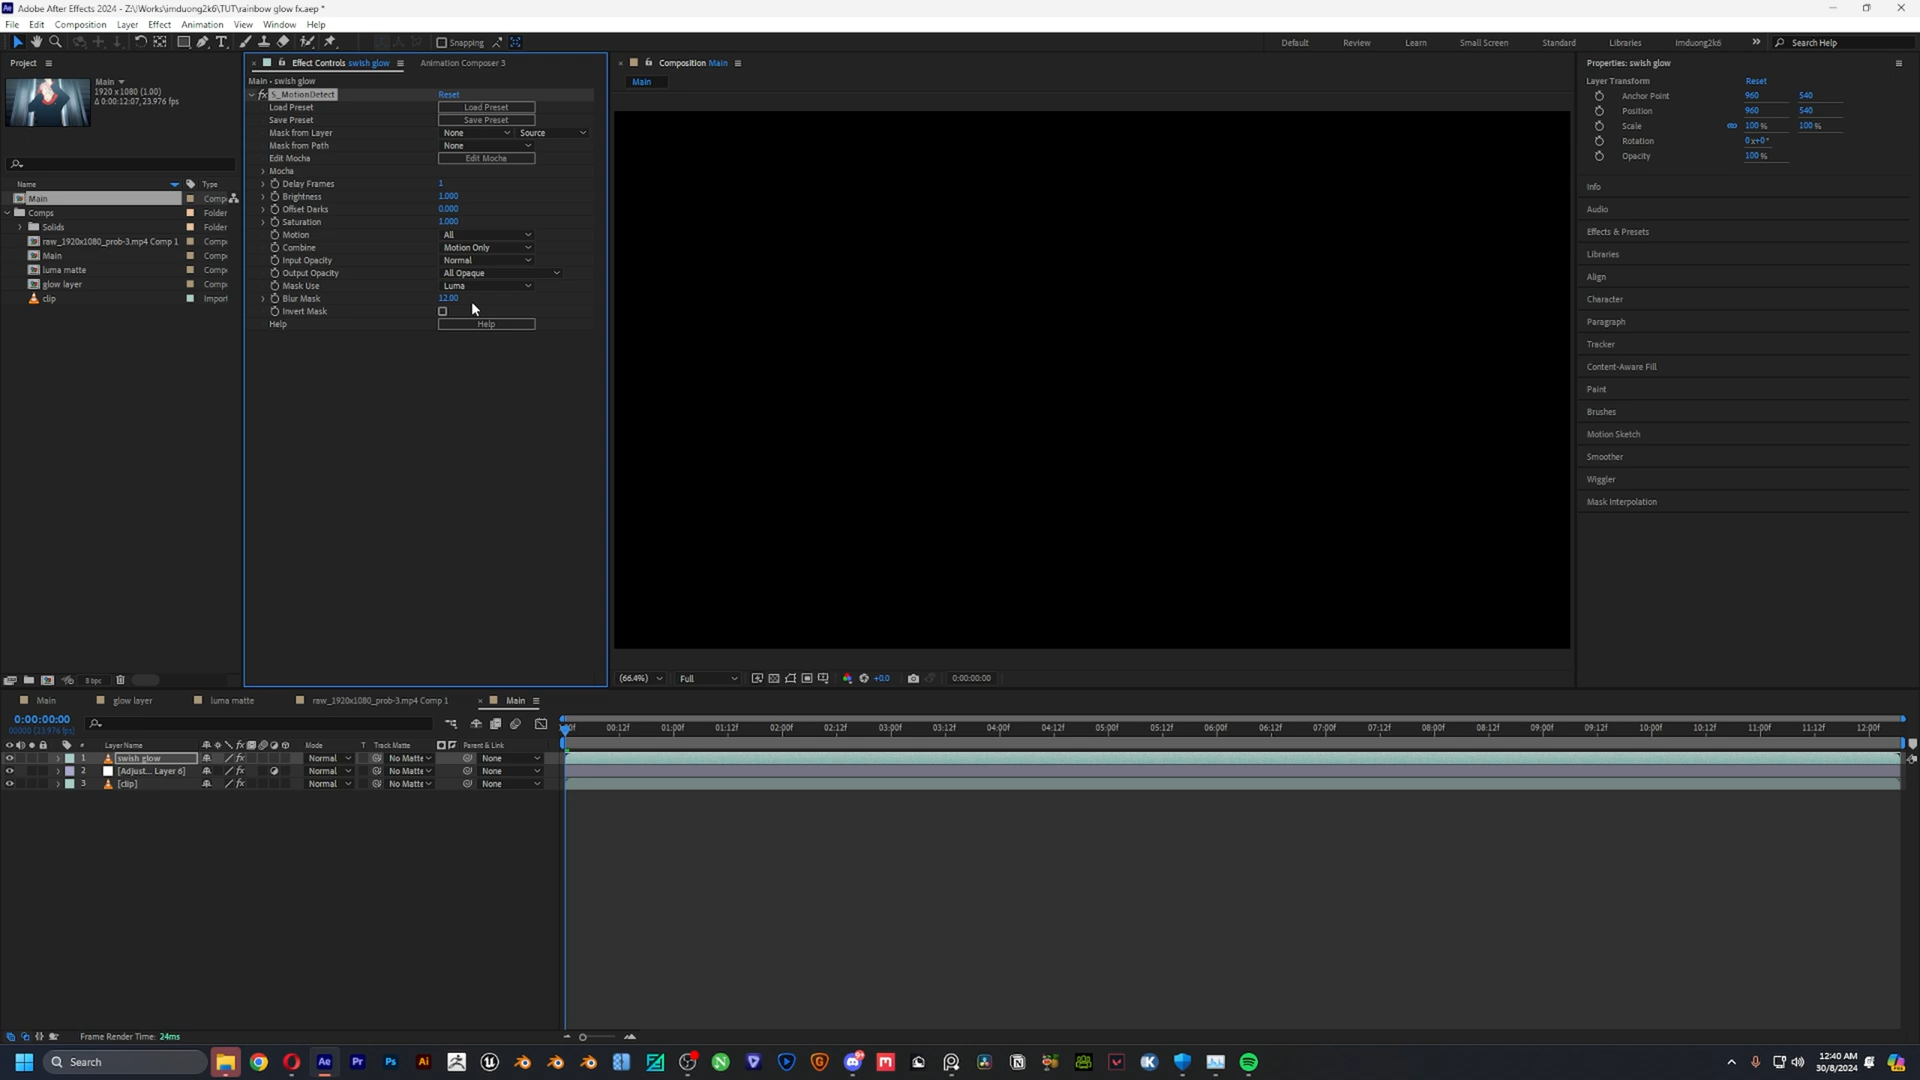 Adobe After Effects 2024 - Z:\!Works\imduong2k6\TUT\rainbow glow fx.aep *
File Edit Composition Layer Effect Animation View Window Help
Snapping
Default Review Learn Small Screen Standard Libraries imduong2k6 Search Help
Project
Main
1920 x 1080 (1.00)
Δ 0:00:12:07, 23.976 fps
Name Type
Main Comp
Comps Folder
Solids Folder
raw_1920x1080_prob-3.mp4 Comp 1 Comp
Main Comp
luma matte Comp
glow layer Comp
clip Import
8 bpc
Effect Controls swish glow Animation Composer 3
Main • swish glow
fx S_MotionDetect Reset
Load Preset Load Preset
Save Preset Save Preset
Mask from Layer None Source
Mask from Path None
Edit Mocha Edit Mocha
Mocha
Delay Frames 1
Brightness 1.000
Offset Darks 0.000
Saturation 1.000
Motion All
Combine Motion Only
Input Opacity Normal
Output Opacity All Opaque
Mask Use Luma
Blur Mask 12.00
Invert Mask
Help Help
Composition Main
Main
(66.4%) Full +0.0 0:00:00:00
Properties: swish glow
Layer Transform Reset
Anchor Point 960 540
Position 960 540
Scale 100 % 100 %
Rotation 0x+0°
Opacity 100 %
Info
Audio
Effects & Presets
Libraries
Align
Character
Paragraph
Tracker
Content-Aware Fill
Paint
Brushes
Motion Sketch
Smoother
Wiggler
Mask Interpolation
Main glow layer luma matte raw_1920x1080_prob-3.mp4 Comp 1 Main
0:00:00:00
00000 (23.976 fps)
00:12f 01:00f 01:12f 02:00f 02:12f 03:00f 03:12f 04:00f 04:12f 05:00f 05:12f 06:00f 06:12f 07:00f 07:12f 08:00f 08:12f 09:00f 09:12f 10:00f 10:12f 11:00f 11:12f 12:00f
# Layer Name Mode T Track Matte Parent & Link
1 swish glow Normal No Matte None
2 [Adjust... Layer 6] Normal No Matte None
3 [clip] Normal No Matte None
Frame Render Time: 24ms
Search
12:40 AM
30/8/2024